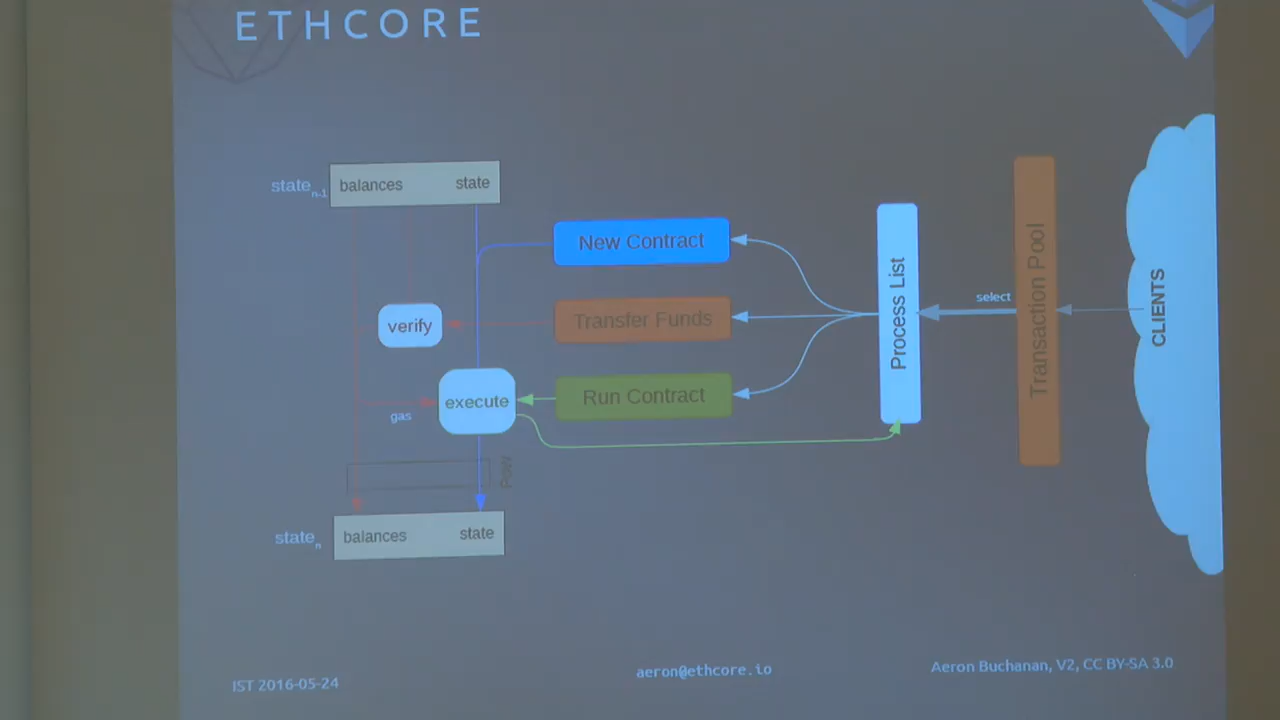 ETHCORE
state n-1
balances state
New Contract
Transfer Funds
Run Contract
verify
execute
gas
PoW
Process List
select
Transaction Pool
CLIENTS
state n
balances state
IST 2016-05-24
aeron@ethcore.io
Aeron Buchanan, V2, CC BY-SA 3.0